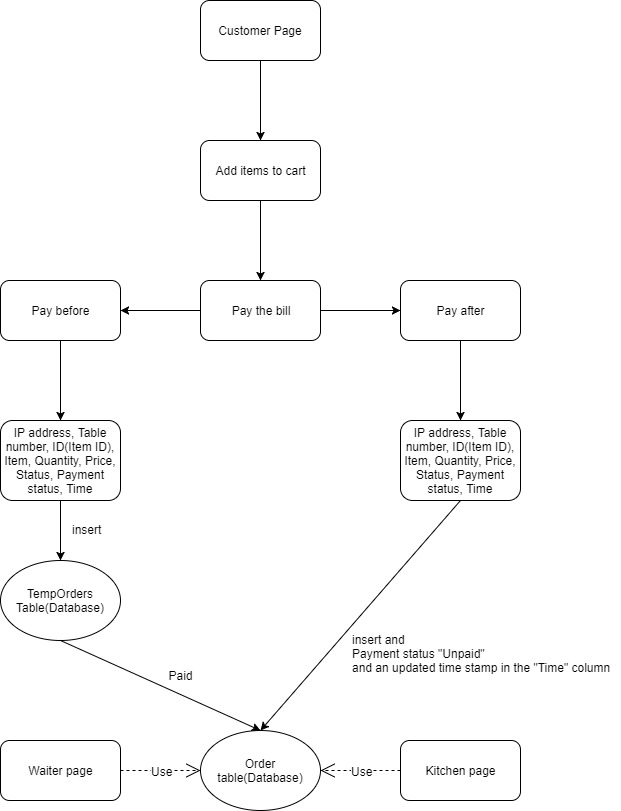 Customer Page
Add items to cart
Pay before
Pay the bill
Pay after
IP address, Table
number, ID(Item ID),
Item, Quantity, Price,
Status, Payment
status, Time
IP address, Table
number, ID(Item ID),
Item, Quantity, Price,
Status, Payment
status, Time
insert
TempOrders
Table(Database)
insert and
Payment status "Unpaid"
and an updated time stamp in the "Time" column
Paid
Waiter page
Use
Order
table(Database)
Use
Kitchen page